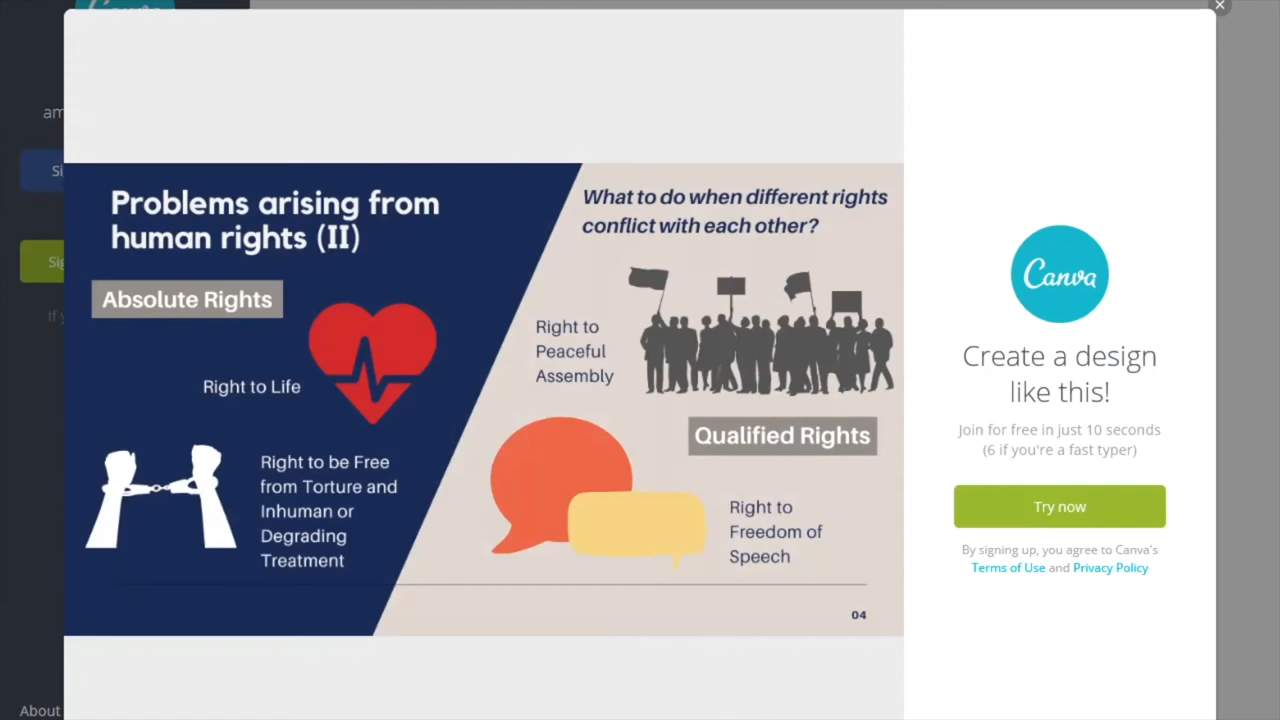 Problems arising from
human rights (II)
Absolute Rights
Right to Life
Right to be Free
from Torture and
Inhuman or
Degrading
Treatment
What to do when different rights
conflict with each other?
Right to
Peaceful
Assembly
Qualified Rights
Right to
Freedom of
Speech
04
Canva
Create a design
like this!
Join for free in just 10 seconds
(6 if you're a fast typer)
Try now
By signing up, you agree to Canva's
Terms of Use and Privacy Policy
About